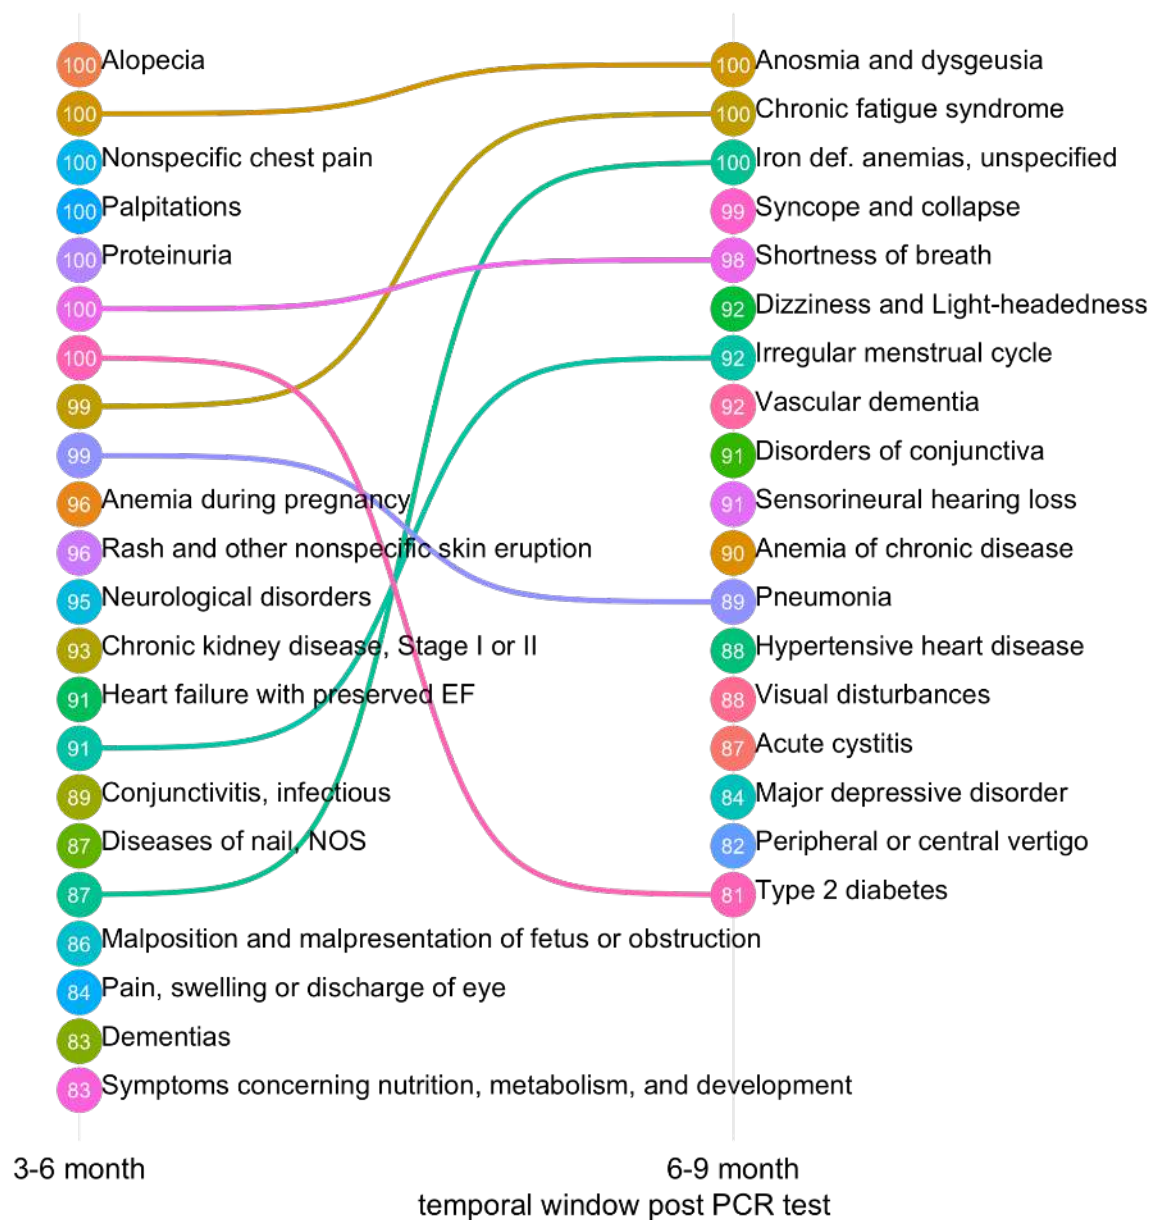 100 Alopecia 100 Anosmia and dysgeusia
100 100 Chronic fatigue syndrome
100 Nonspecific chest pain 100 Iron def. anemias, unspecified
100 Palpitations 99 Syncope and collapse
100 Proteinuria 98 Shortness of breath
100 92 Dizziness and Light-headedness
100 92 Irregular menstrual cycle
99 92 Vascular dementia
99 91 Disorders of conjunctiva
96 Anemia during pregnancy 91 Sensorineural hearing loss
96 Rash and other nonspecific skin eruption 90 Anemia of chronic disease
95 Neurological disorders 89 Pneumonia
93 Chronic kidney disease, Stage I or II 88 Hypertensive heart disease
91 Heart failure with preserved EF 88 Visual disturbances
91 87 Acute cystitis
89 Conjunctivitis, infectious 84 Major depressive disorder
87 Diseases of nail, NOS 82 Peripheral or central vertigo
87 81 Type 2 diabetes
86 Malposition and malpresentation of fetus or obstruction
84 Pain, swelling or discharge of eye
83 Dementias
83 Symptoms concerning nutrition, metabolism, and development
3-6 month 6-9 month
temporal window post PCR test